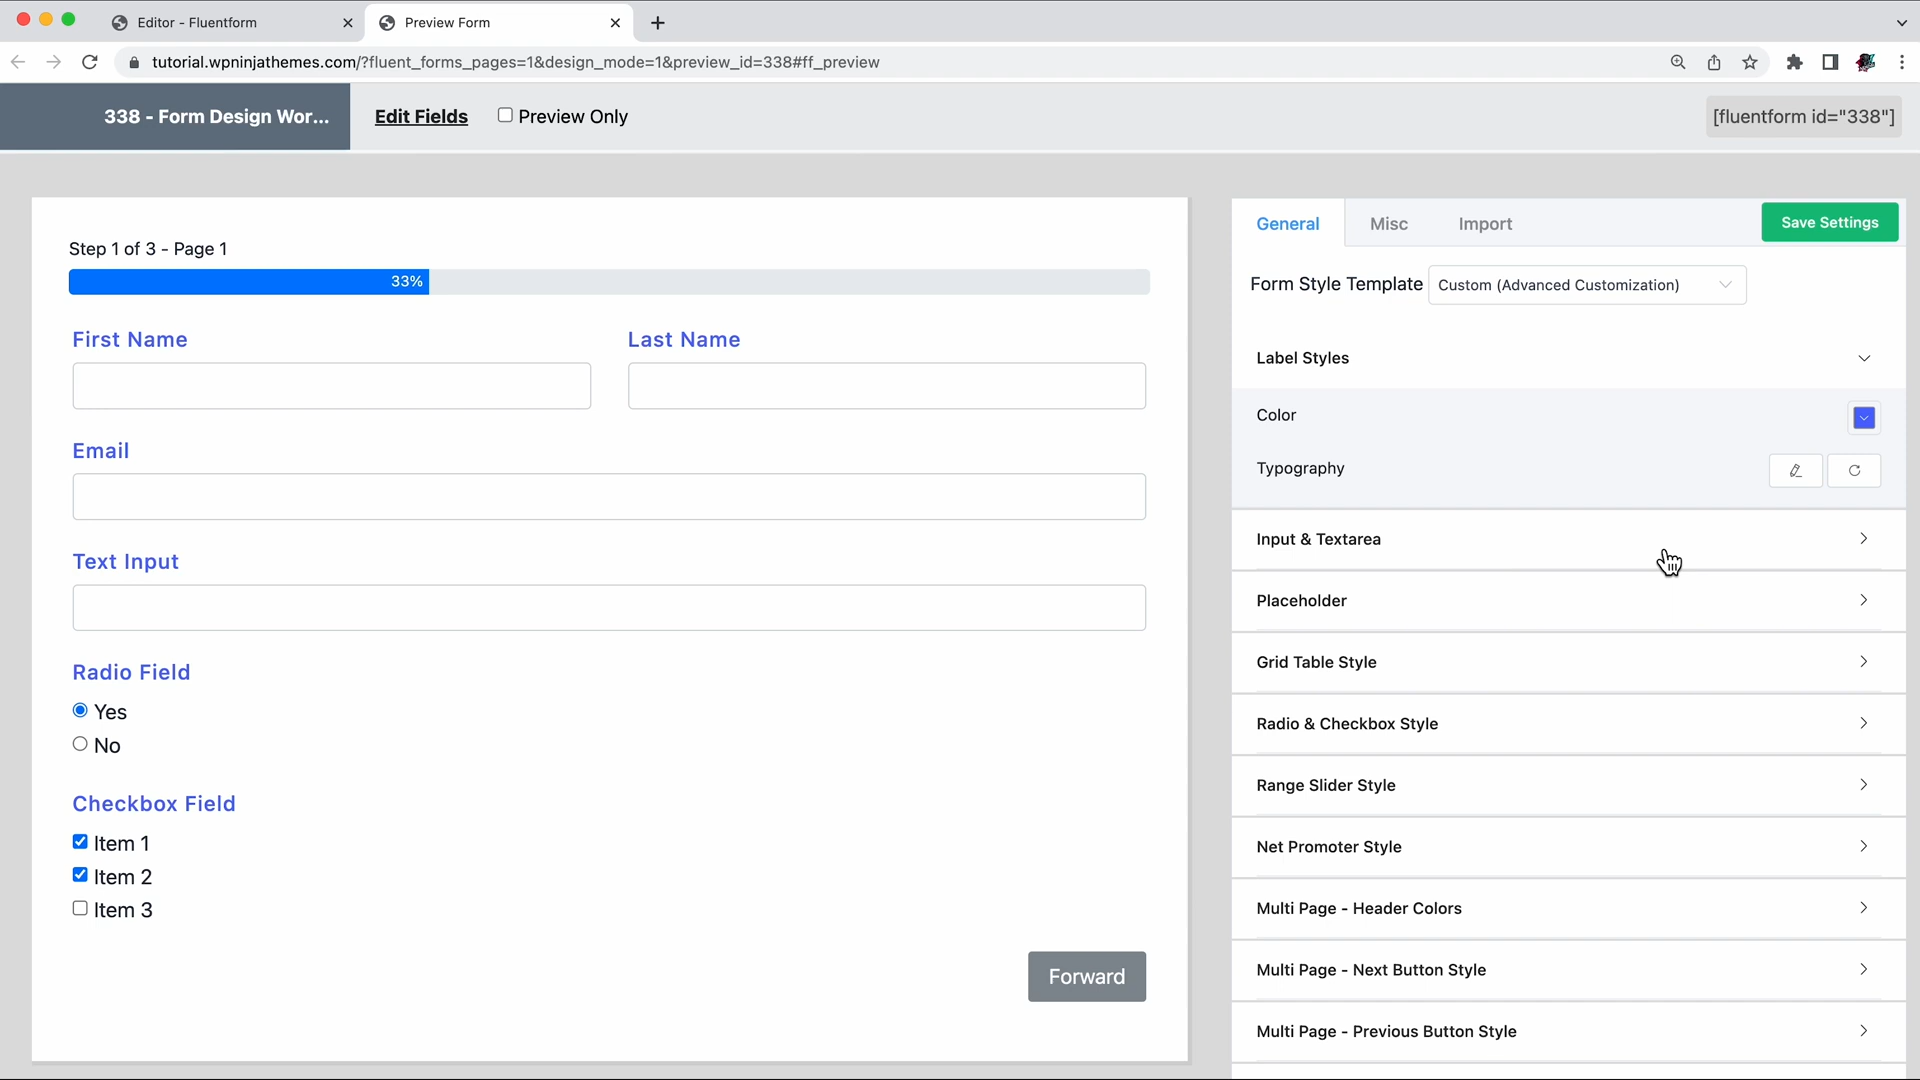 Editor - Fluentform
Preview Form
tutorial.wpninjathemes.com/?fluent_forms_pages=1&design_mode=1&preview_id=338#ff_preview
338 - Form Design Wor...
Edit Fields
Preview Only
[fluentform id="338"]
Step 1 of 3 - Page 1
33%
First Name
Last Name
Email
Text Input
Radio Field
Yes
No
Checkbox Field
Item 1
Item 2
Item 3
Forward
General
Misc
Import
Save Settings
Form Style Template
Custom (Advanced Customization)
Label Styles
Color
Typography
Input & Textarea
Placeholder
Grid Table Style
Radio & Checkbox Style
Range Slider Style
Net Promoter Style
Multi Page - Header Colors
Multi Page - Next Button Style
Multi Page - Previous Button Style